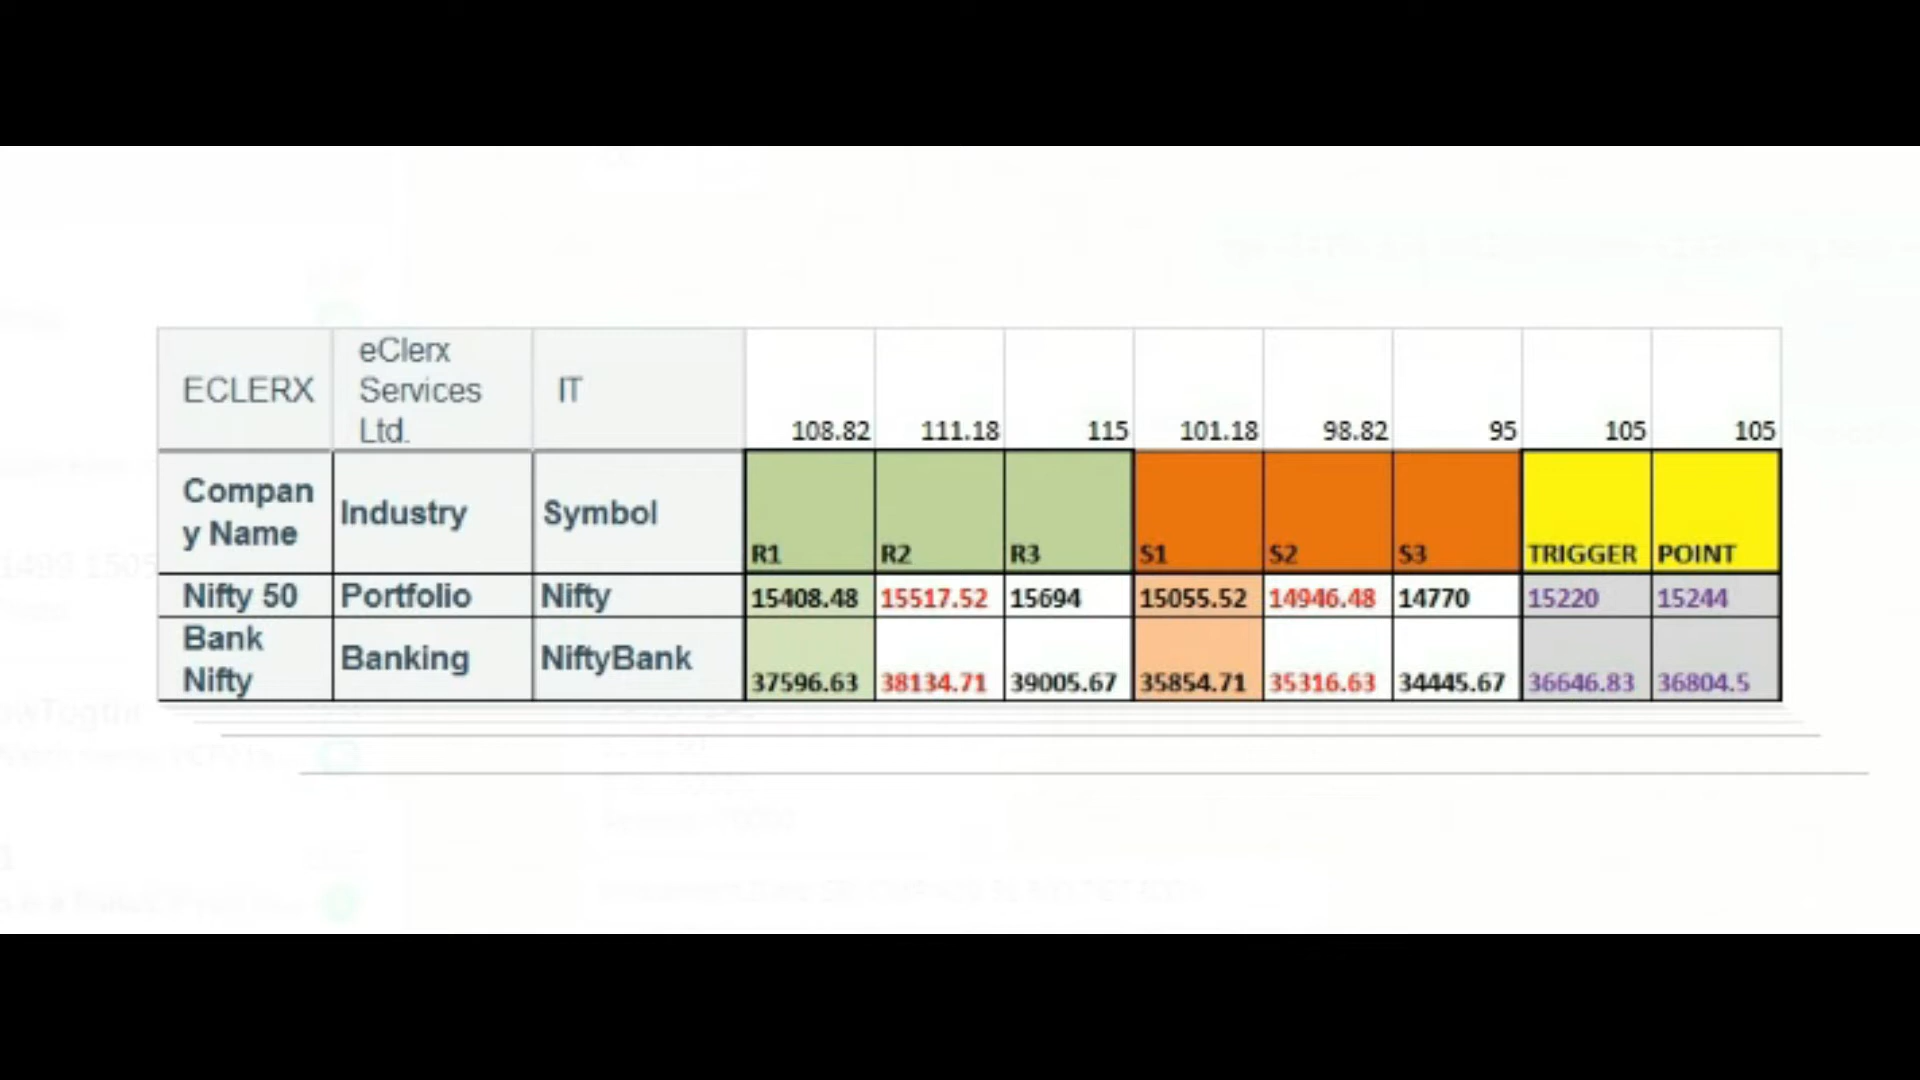 ECLERX eClerx Services Ltd. IT 108.82 111.18 115 101.18 98.82 95 105 105
Company Name Industry Symbol R1 R2 R3 S1 S2 S3 TRIGGER POINT
Nifty 50 Portfolio Nifty 15408.48 15517.52 15694 15055.52 14946.48 14770 15220 15244
Bank Nifty Banking NiftyBank 37596.63 38134.71 39005.67 35854.71 35316.63 34445.67 36646.83 36804.5